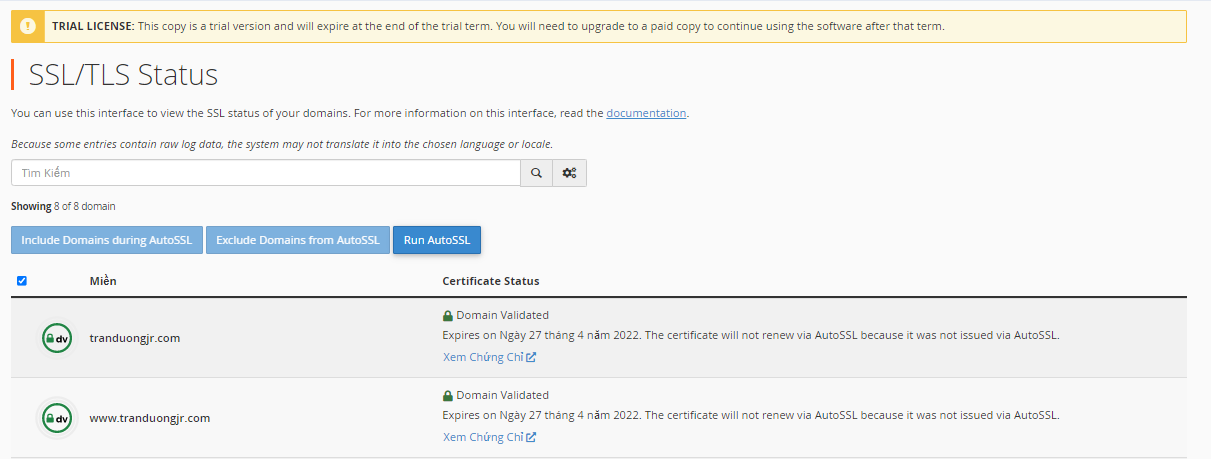 TRIAL LICENSE: This copy is a trial version and will expire at the end of the trial term. You will need to upgrade to a paid copy to continue using the software after that term.
SSL/TLS Status
You can use this interface to view the SSL status of your domains. For more information on this interface, read the documentation.
Because some entries contain raw log data, the system may not translate it into the chosen language or locale.
Tìm Kiếm
Showing 8 of 8 domain
Include Domains during AutoSSL Exclude Domains from AutoSSL Run AutoSSL
Miền Certificate Status
Domain Validated
dv tranduongjr.com Expires on Ngày 27 tháng 4 năm 2022. The certificate will not renew via AutoSSL because it was not issued via AutoSSL.
Xem Chứng Chỉ
Domain Validated
dv www.tranduongjr.com Expires on Ngày 27 tháng 4 năm 2022. The certificate will not renew via AutoSSL because it was not issued via AutoSSL.
Xem Chứng Chỉ